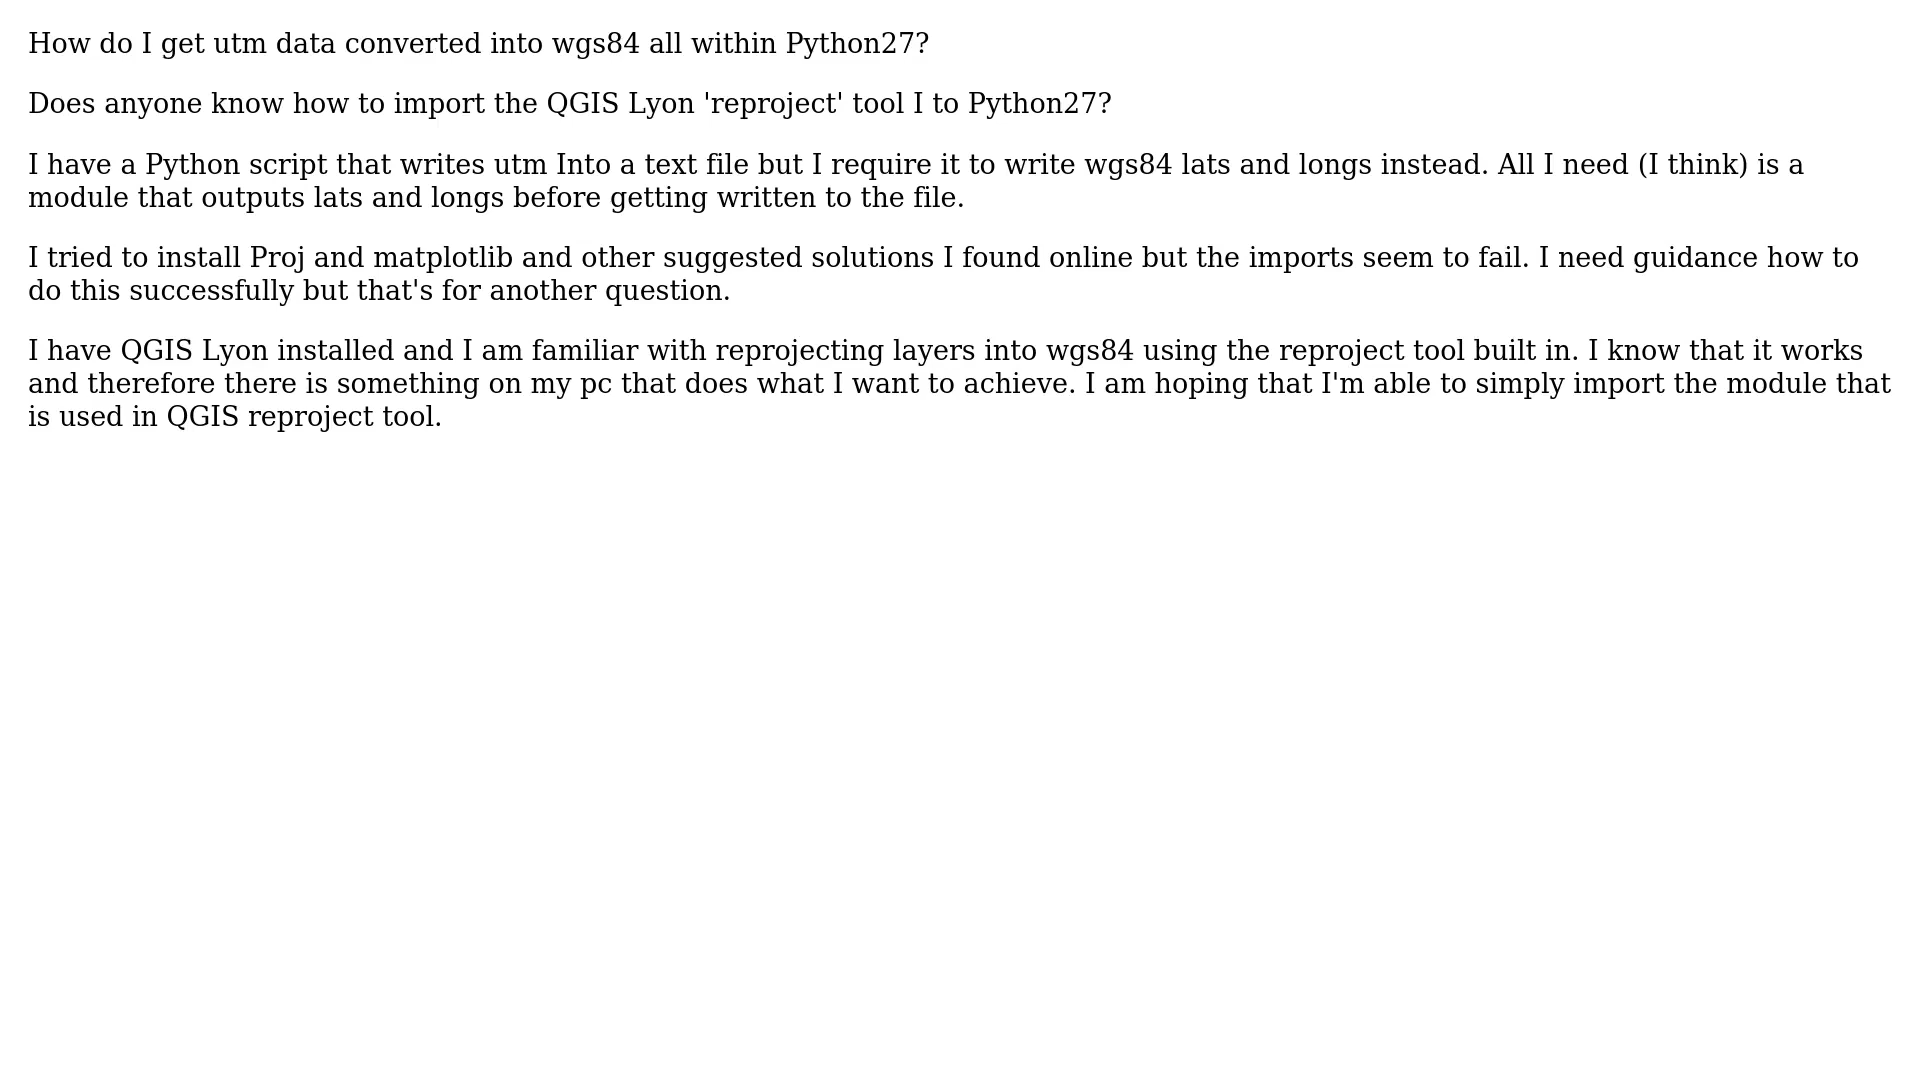 How do I get utm data converted into wgs84 all within Python27?
Does anyone know how to import the QGIS Lyon 'reproject' tool I to Python27?
I have a Python script that writes utm Into a text file but I require it to write wgs84 lats and longs instead. All I need (I think) is a
module that outputs lats and longs before getting written to the file.
I tried to install Proj and matplotlib and other suggested solutions I found online but the imports seem to fail. I need guidance how to
do this successfully but that's for another question.
I have QGIS Lyon installed and I am familiar with reprojecting layers into wgs84 using the reproject tool built in. I know that it works
and therefore there is something on my pc that does what I want to achieve. I am hoping that I'm able to simply import the module that
is used in QGIS reproject tool.